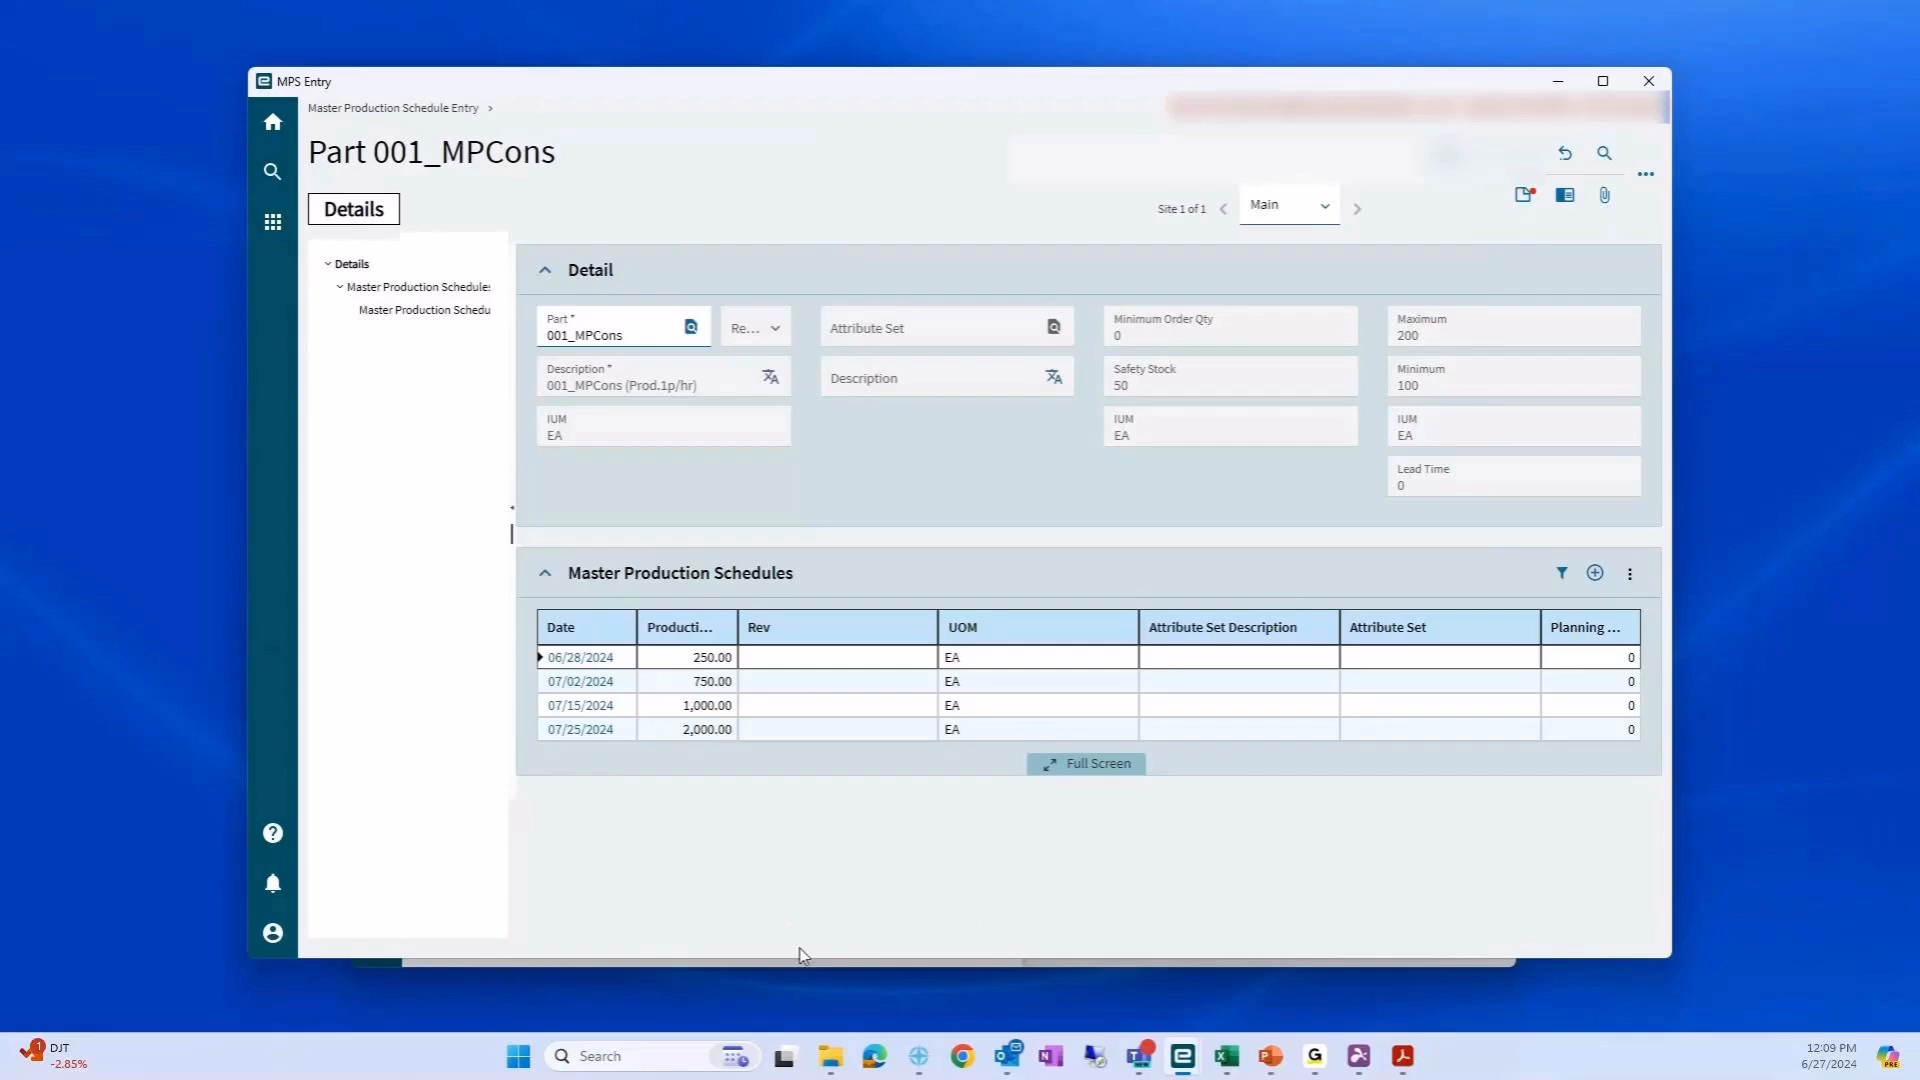 MPS Entry
Master Production Schedule Entry
Part 001_MPCons
Details
Site 1 of 1
Main
Details
Master Production Schedules
Master Production Schedu
Detail
Part *
001_MPCons
Re...
Attribute Set
Minimum Order Qty
0
Maximum
200
Description *
001_MPCons (Prod.1p/hr)
Description
Safety Stock
50
Minimum
100
IUM
EA
IUM
EA
IUM
EA
Lead Time
0
Master Production Schedules
Date Producti... Rev UOM Attribute Set Description Attribute Set Planning ...
06/28/2024 250.00 EA 0
07/02/2024 750.00 EA 0
07/15/2024 1,000.00 EA 0
07/25/2024 2,000.00 EA 0
Full Screen
1
DJT
-2.85%
Search
12:09 PM
6/27/2024
PRE